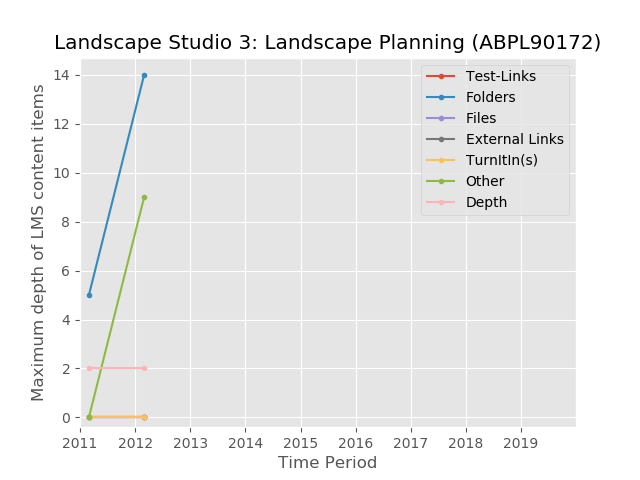 Landscape Studio 3: Landscape Planning (ABPL90172)
Maximum depth of LMS content items
14
12
10
8
6
4
2
0
Test-Links
Folders
Files
External Links
TurnItIn(s)
Other
Depth
2011 2012 2013 2014 2015 2016 2017 2018 2019
Time Period